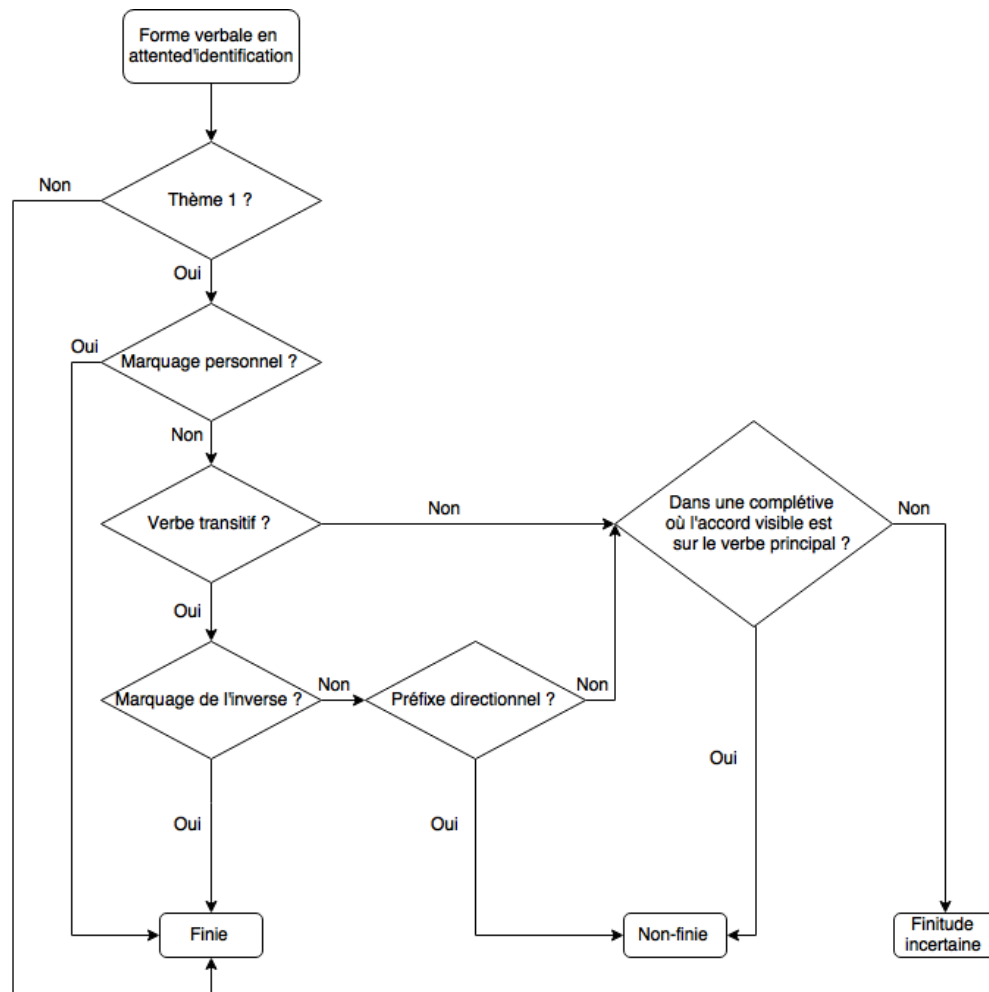 Forme verbale en
attented'identification
Non
Thème 1 ?
Oui
Oui
Marquage personnel ?
Non
Dans une complétive
où l'accord visible est
sur le verbe principal ?
Non
Verbe transitif ?
Non
Oui
Marquage de l'inverse ?
Non
Préfixe directionnel ?
Non
Oui
Oui
Oui
Finie
Non-finie
Finitude
incertaine